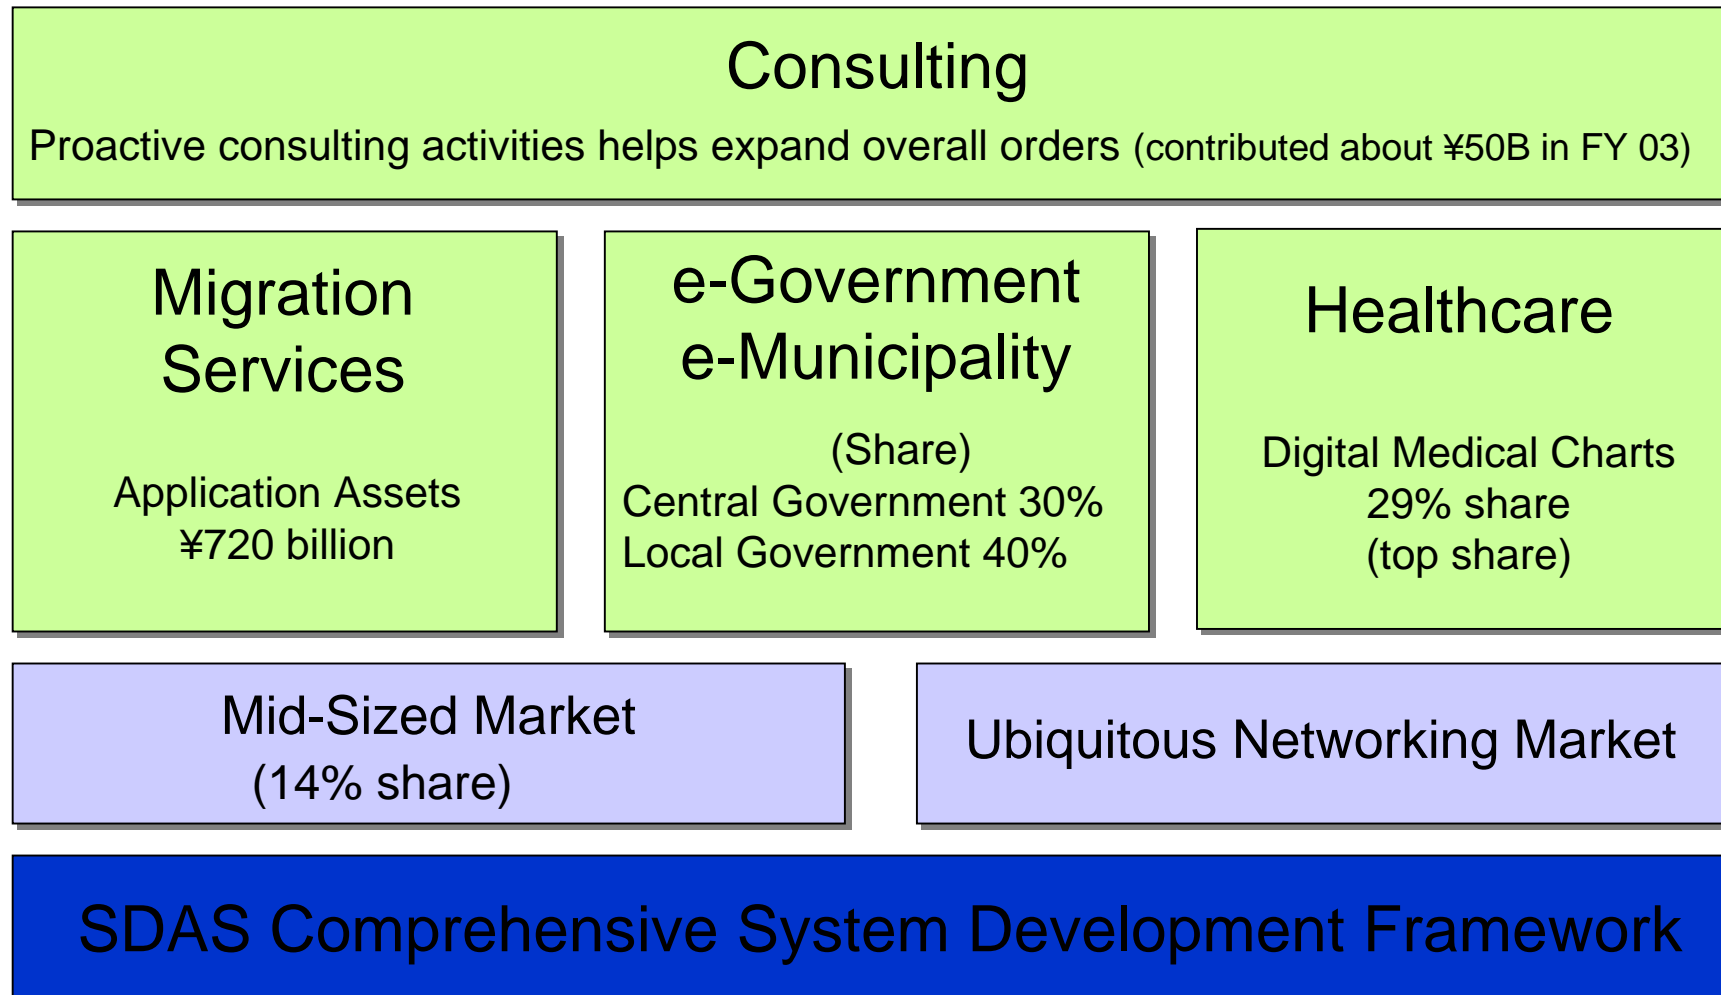 Consulting
Proactive consulting activities helps expand overall orders (contributed about ¥50B in FY 03)
Migration
Services
Application Assets
¥720 billion
e-Government
e-Municipality
(Share)
Central Government 30%
Local Government 40%
Healthcare
Digital Medical Charts
29% share
(top share)
Mid-Sized Market
(14% share)
Ubiquitous Networking Market
SDAS Comprehensive System Development Framework